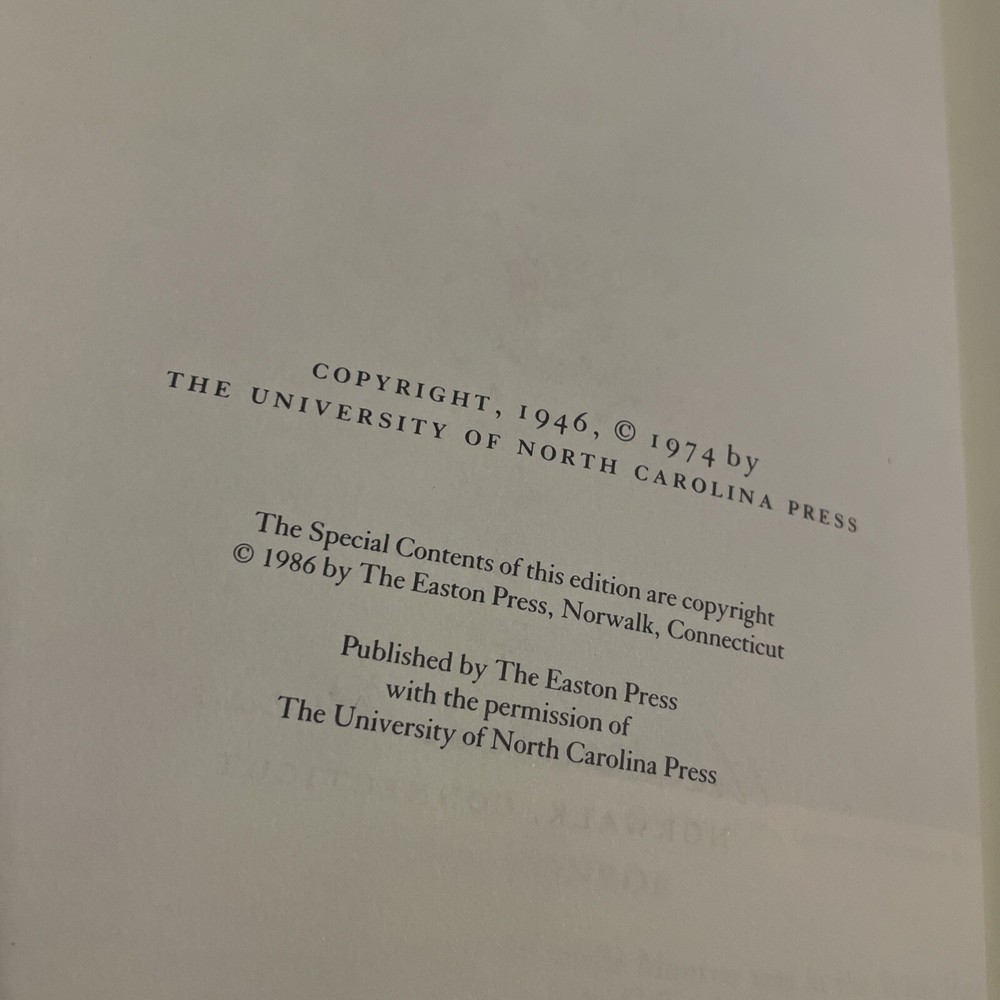 COPYRIGHT, 1946, © 1974 by
THE UNIVERSITY OF NORTH CAROLINA PRESS
The Special Contents of this edition are copyright
© 1986 by The Easton Press, Norwalk, Connecticut
Published by The Easton Press
with the permission of
The University of North Carolina Press
NORWALK, CONNECTICUT